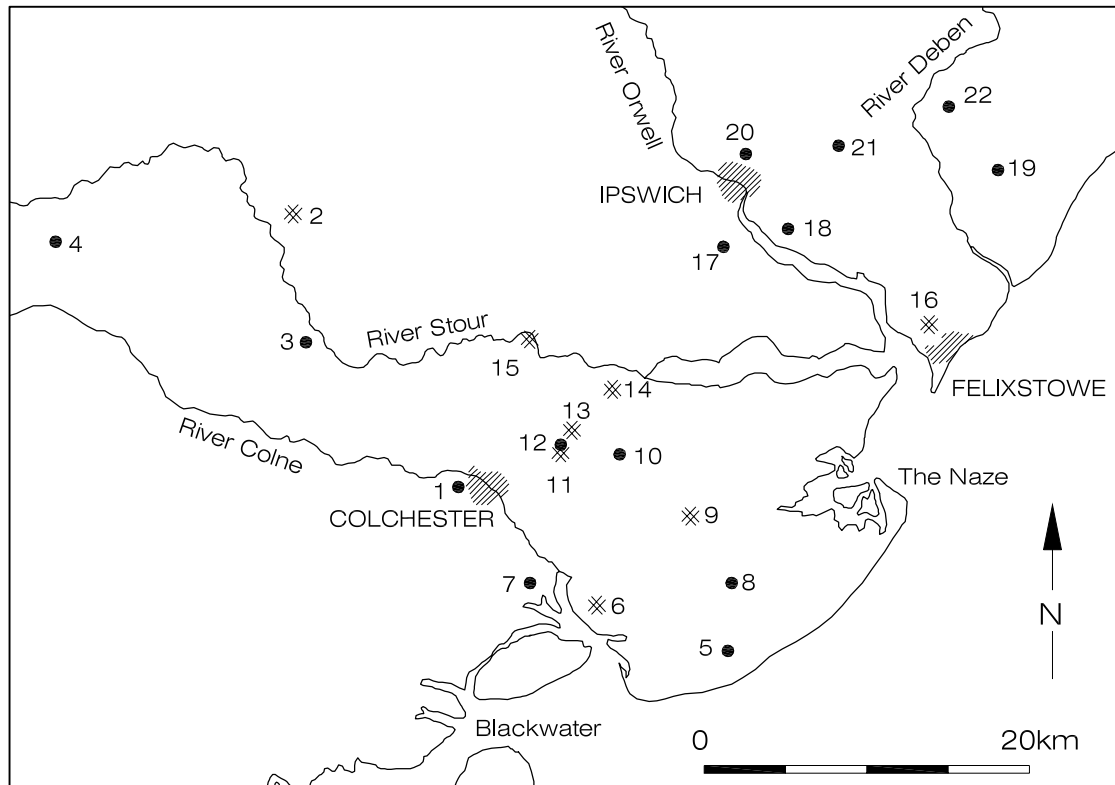 River Orwell
River Deben
22
20
21
19
IPSWICH
2
18
4
17
16
River Stour
3
15
FELIXSTOWE
14
13
12
River Colne
10
11
The Naze
1
COLCHESTER
9
7
8
6
N
5
Blackwater
0
20km